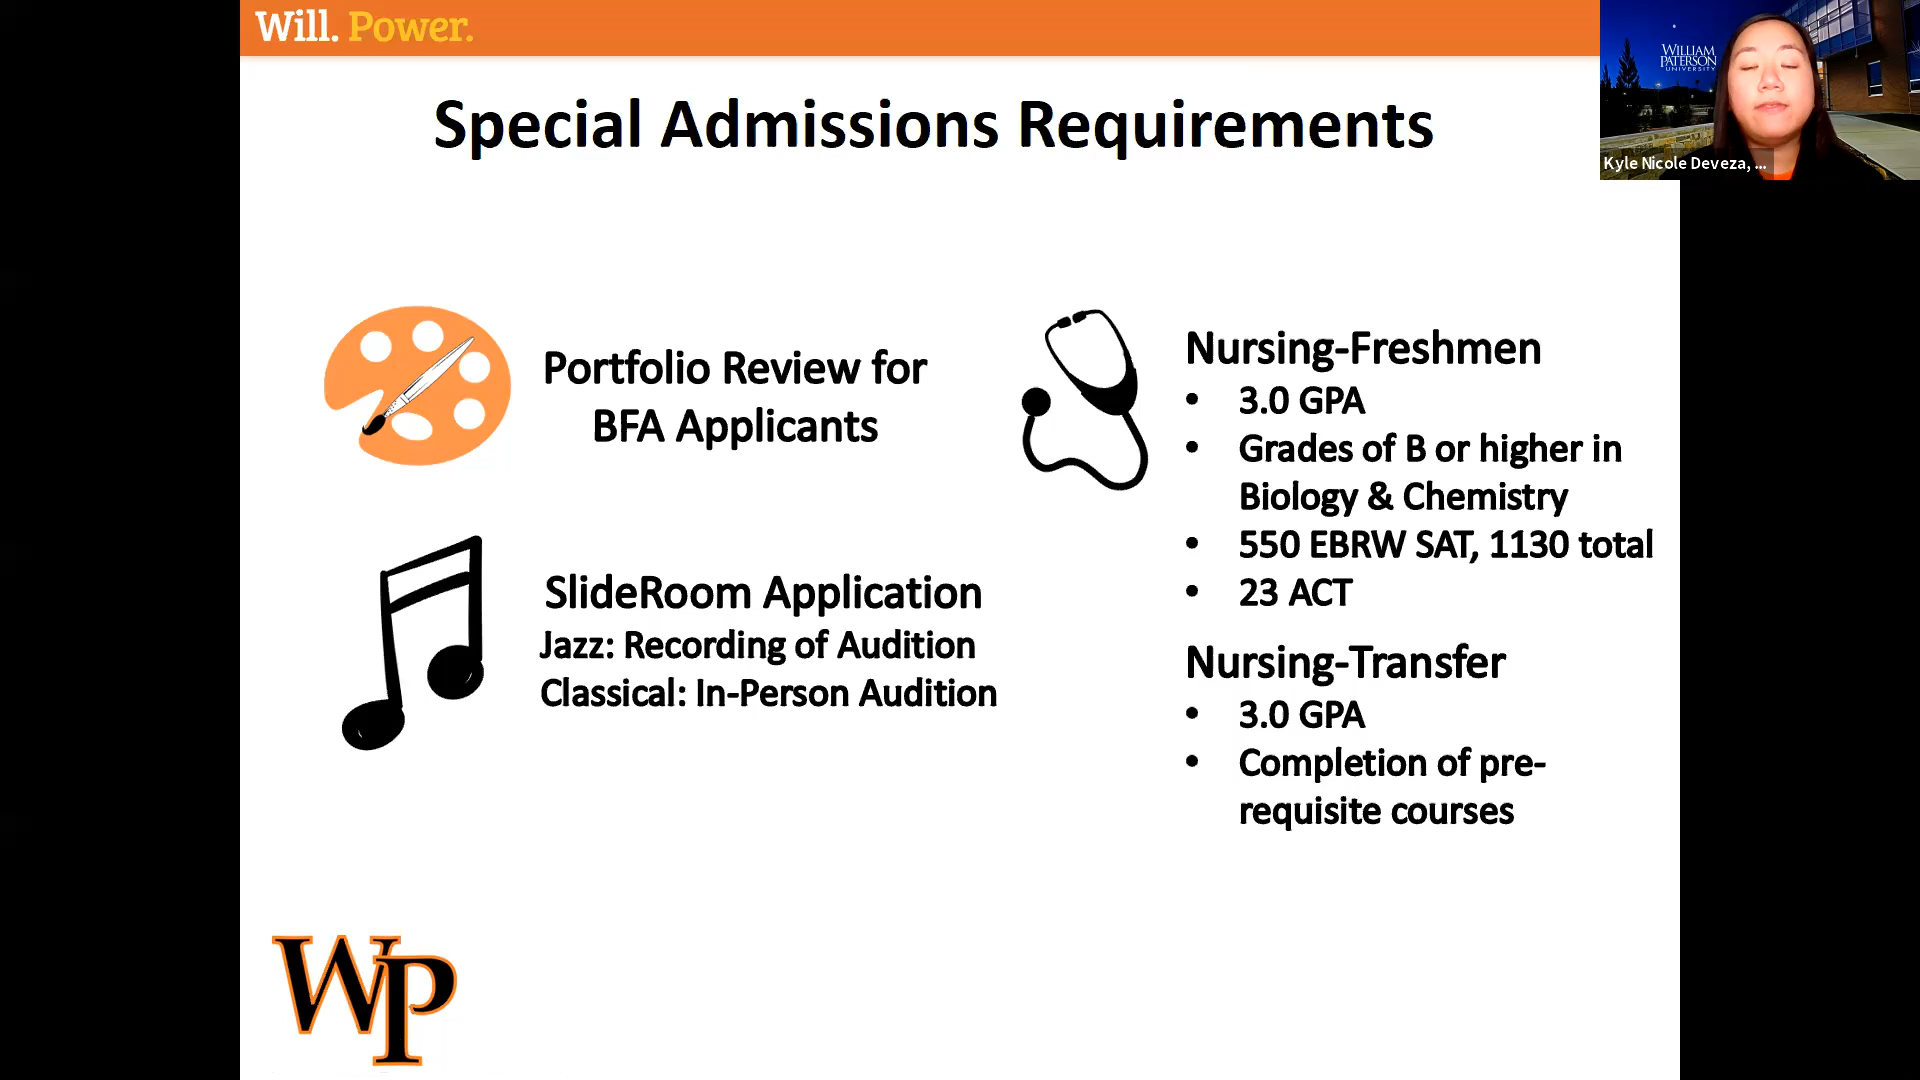 Will. Power.
WILLIAM
PATERSON
UNIVERSITY
Kyle Nicole Deveza, ...
Special Admissions Requirements
Portfolio Review for
BFA Applicants
SlideRoom Application
Jazz: Recording of Audition
Classical: In-Person Audition
Nursing-Freshmen
• 3.0 GPA
• Grades of B or higher in
Biology & Chemistry
• 550 EBRW SAT, 1130 total
• 23 ACT
Nursing-Transfer
• 3.0 GPA
• Completion of pre-
requisite courses
WP